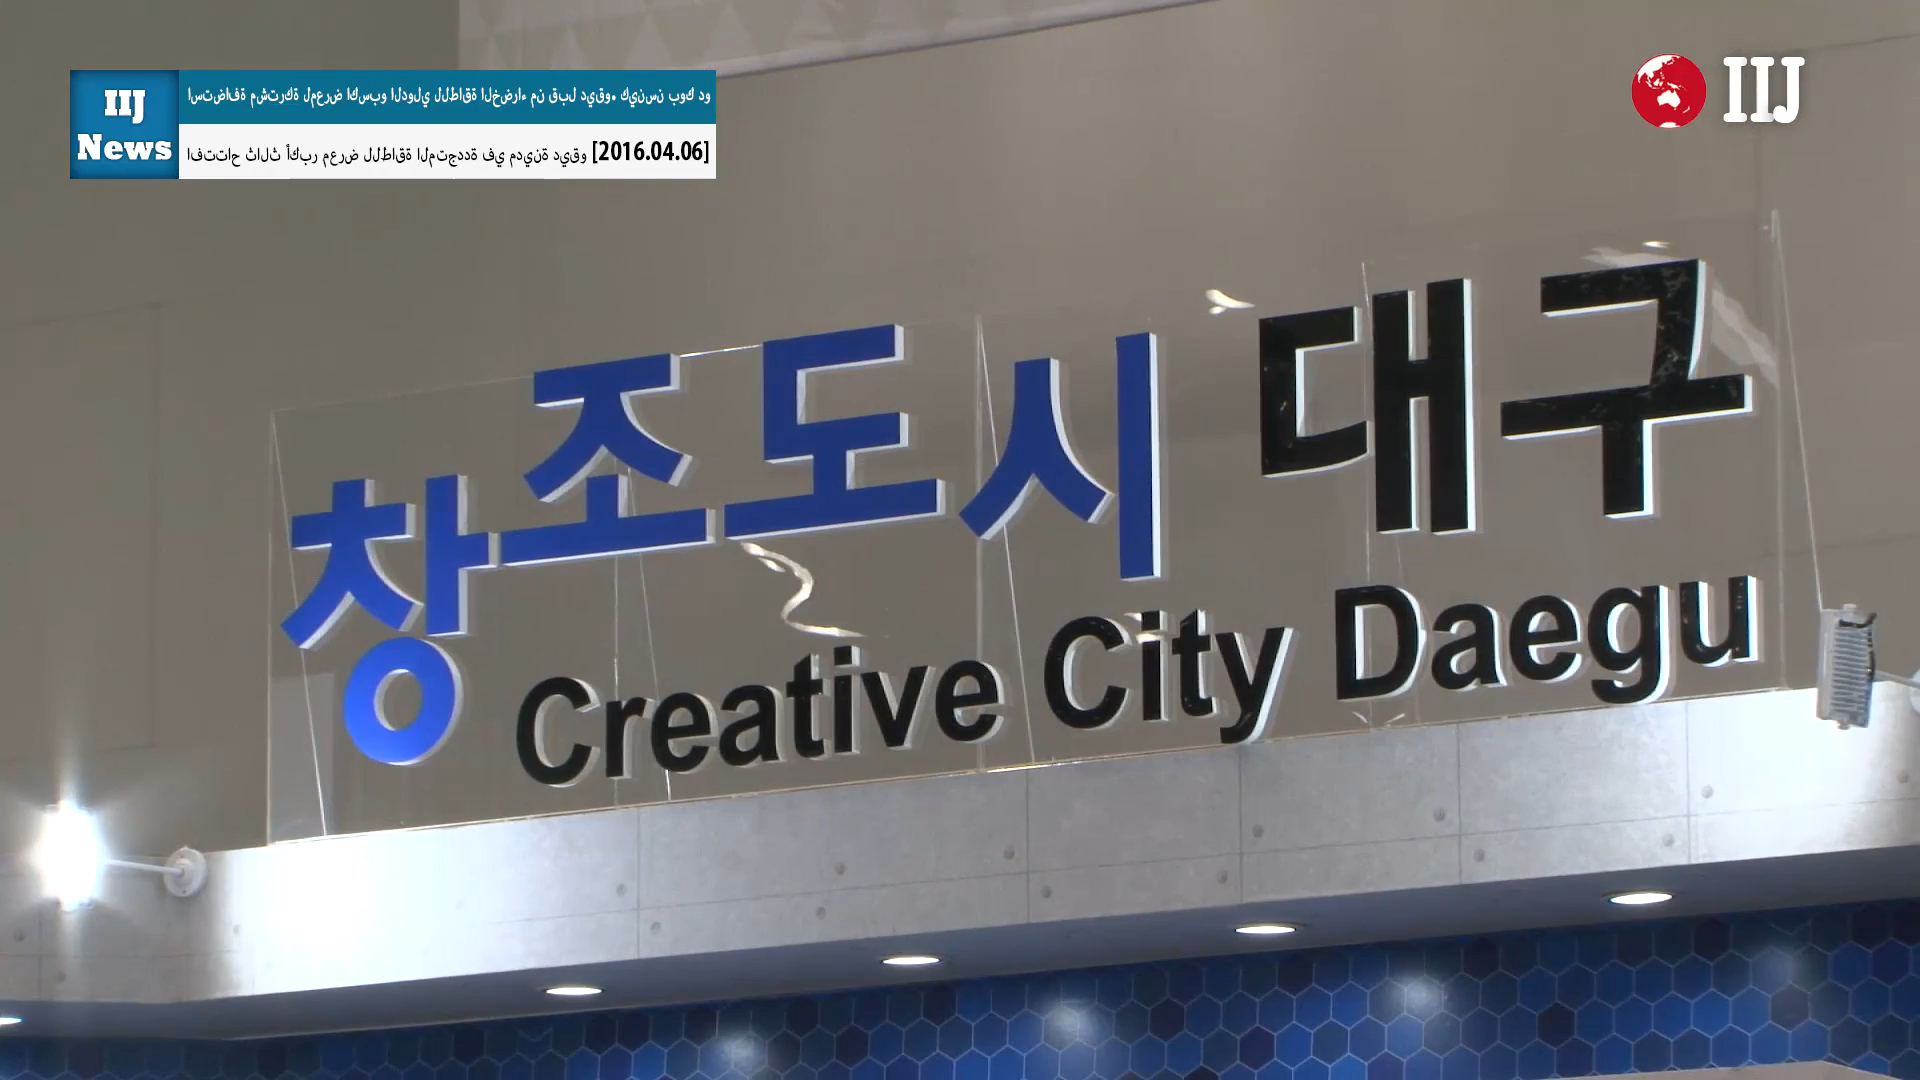 IIJ
News
استضافة مشتركة لمعرض اكسبو الدولي للطاقة الخضراء من قبل ديقو، كينسن بوك دو
افتتاح ثالث أكبر معرض للطاقة المتجددة في مدينة ديقو [2016.04.06]
IIJ
창조도시 대구
Creative City Daegu